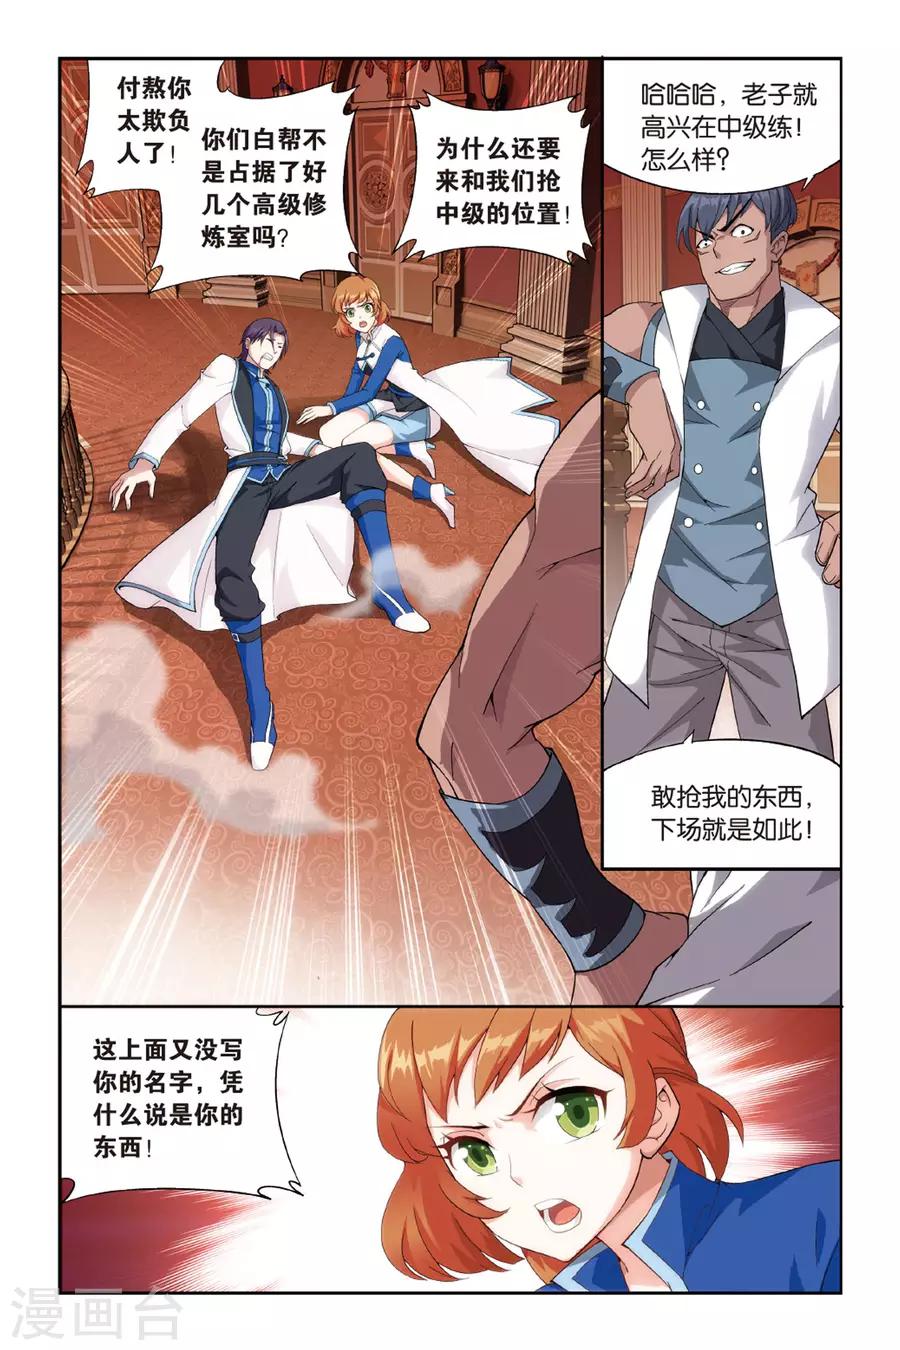 付熬你
太欺负
人了！
你们白帮不
是占据了好
几个高级修
炼室吗？
为什么还要
来和我们抢
中级的位置！
哈哈哈，老子就
高兴在中级练！
怎么样？
敢抢我的东西，
下场就是如此！
这上面又没写
你的名字，凭
什么说是你的
东西！
漫画台